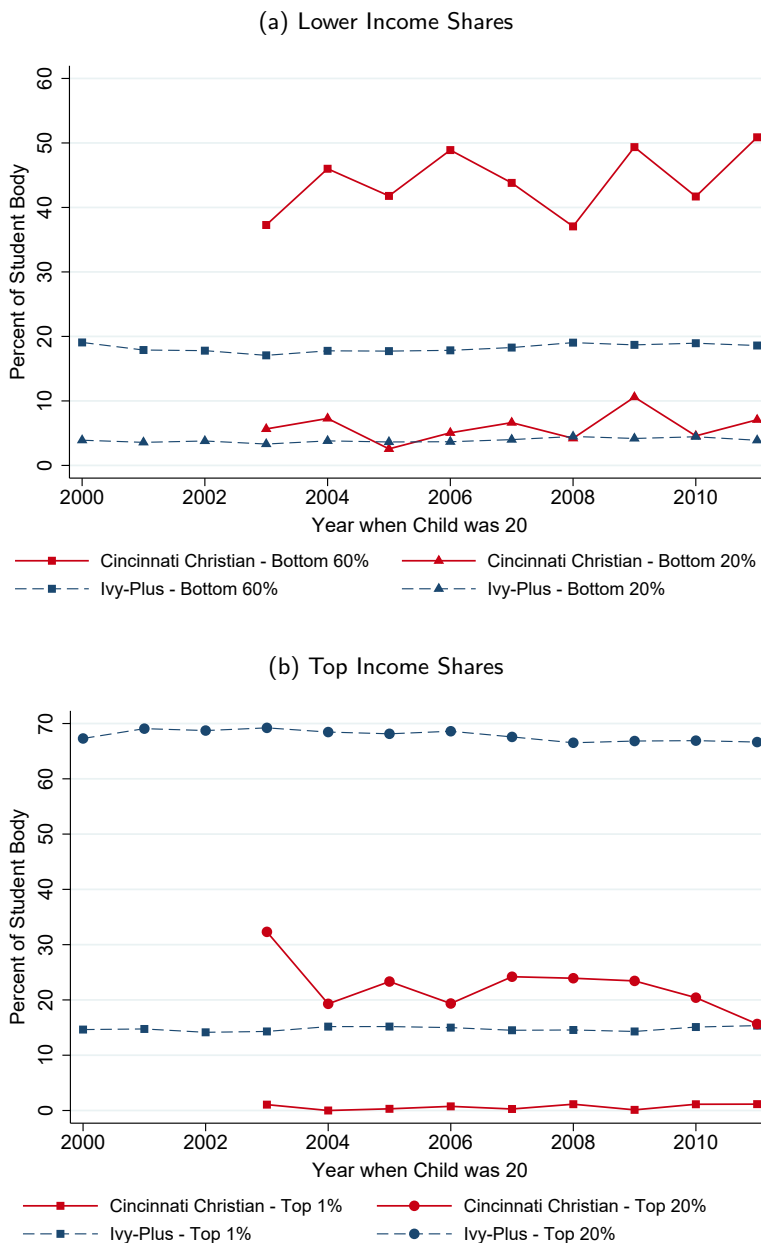 (a) Lower Income Shares
60
50
40
30
20
10
0
Percent of Student Body
2000 2002 2004 2006 2008 2010
Year when Child was 20
Cincinnati Christian - Bottom 60% Cincinnati Christian - Bottom 20%
Ivy-Plus - Bottom 60% Ivy-Plus - Bottom 20%
(b) Top Income Shares
70
60
50
40
30
20
10
0
Percent of Student Body
2000 2002 2004 2006 2008 2010
Year when Child was 20
Cincinnati Christian - Top 1% Cincinnati Christian - Top 20%
Ivy-Plus - Top 1% Ivy-Plus - Top 20%